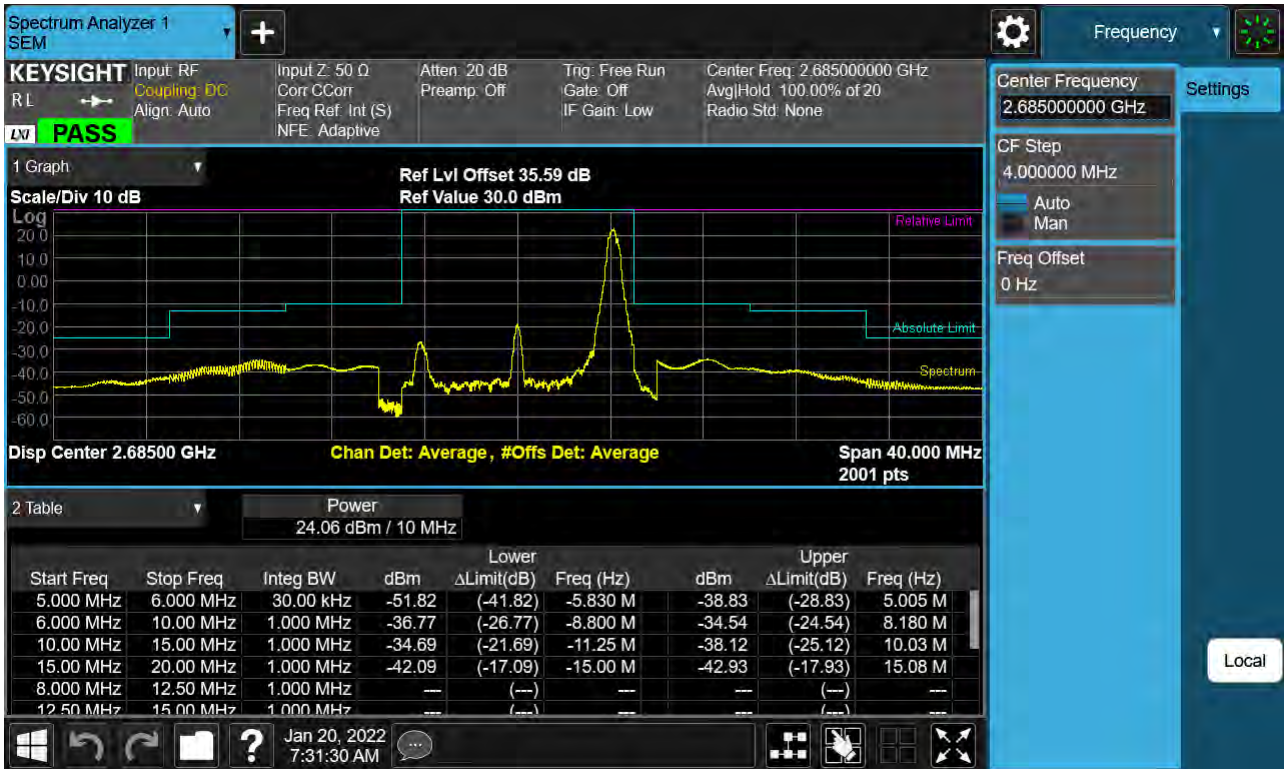 Spectrum Analyzer 1
SEM
Frequency
KEYSIGHT
R L
LXI
PASS
Input: RF
Coupling: DC
Align: Auto
Input Z: 50 Ω
Corr CCorr
Freq Ref: Int (S)
NFE: Adaptive
Atten: 20 dB
Preamp: Off
Trig: Free Run
Gate: Off
IF Gain: Low
Center Freq: 2.685000000 GHz
Avg|Hold: 100.00% of 20
Radio Std: None
Center Frequency
2.685000000 GHz
Settings
CF Step
4.000000 MHz
Auto
Man
Freq Offset
0 Hz
Local
1 Graph
Ref Lvl Offset 35.59 dB
Scale/Div 10 dB
Ref Value 30.0 dBm
Log
Relative Limit
20.0
10.0
0.00
-10.0
-20.0
Absolute Limit
-30.0
-40.0
Spectrum
-50.0
-60.0
Disp Center 2.68500 GHz
Chan Det: Average, #Offs Det: Average
Span 40.000 MHz
2001 pts
2 Table
Power
24.06 dBm / 10 MHz
Lower Upper
Start Freq Stop Freq Integ BW dBm ΔLimit(dB) Freq (Hz) dBm ΔLimit(dB) Freq (Hz)
5.000 MHz 6.000 MHz 30.00 kHz -51.82 (-41.82) -5.830 M -38.83 (-28.83) 5.005 M
6.000 MHz 10.00 MHz 1.000 MHz -36.77 (-26.77) -8.800 M -34.54 (-24.54) 8.180 M
10.00 MHz 15.00 MHz 1.000 MHz -34.69 (-21.69) -11.25 M -38.12 (-25.12) 10.03 M
15.00 MHz 20.00 MHz 1.000 MHz -42.09 (-17.09) -15.00 M -42.93 (-17.93) 15.08 M
8.000 MHz 12.50 MHz 1.000 MHz --- (---) --- --- (---) ---
12.50 MHz 15.00 MHz 1.000 MHz --- (---) --- --- (---) ---
?
Jan 20, 2022
7:31:30 AM